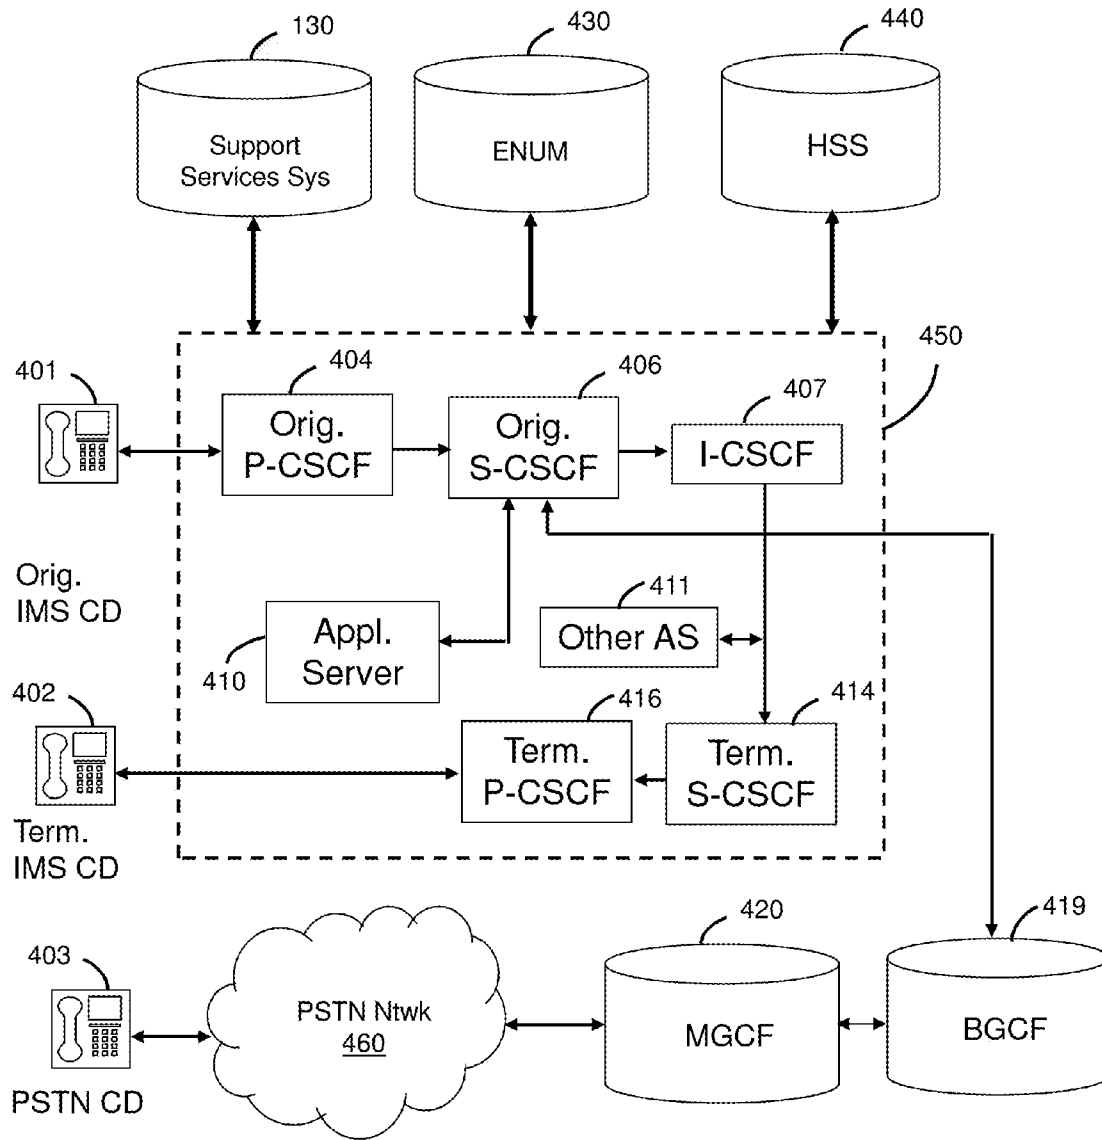 130
430
440
Support
Services Sys
ENUM
HSS
401
404
406
407
450
Orig.
P-CSCF
Orig.
S-CSCF
I-CSCF
Orig.
IMS CD
411
Appl.
Server
Other AS
410
402
416
414
Term.
P-CSCF
Term.
S-CSCF
Term.
IMS CD
420
419
403
PSTN Ntwk
460
MGCF
BGCF
PSTN CD